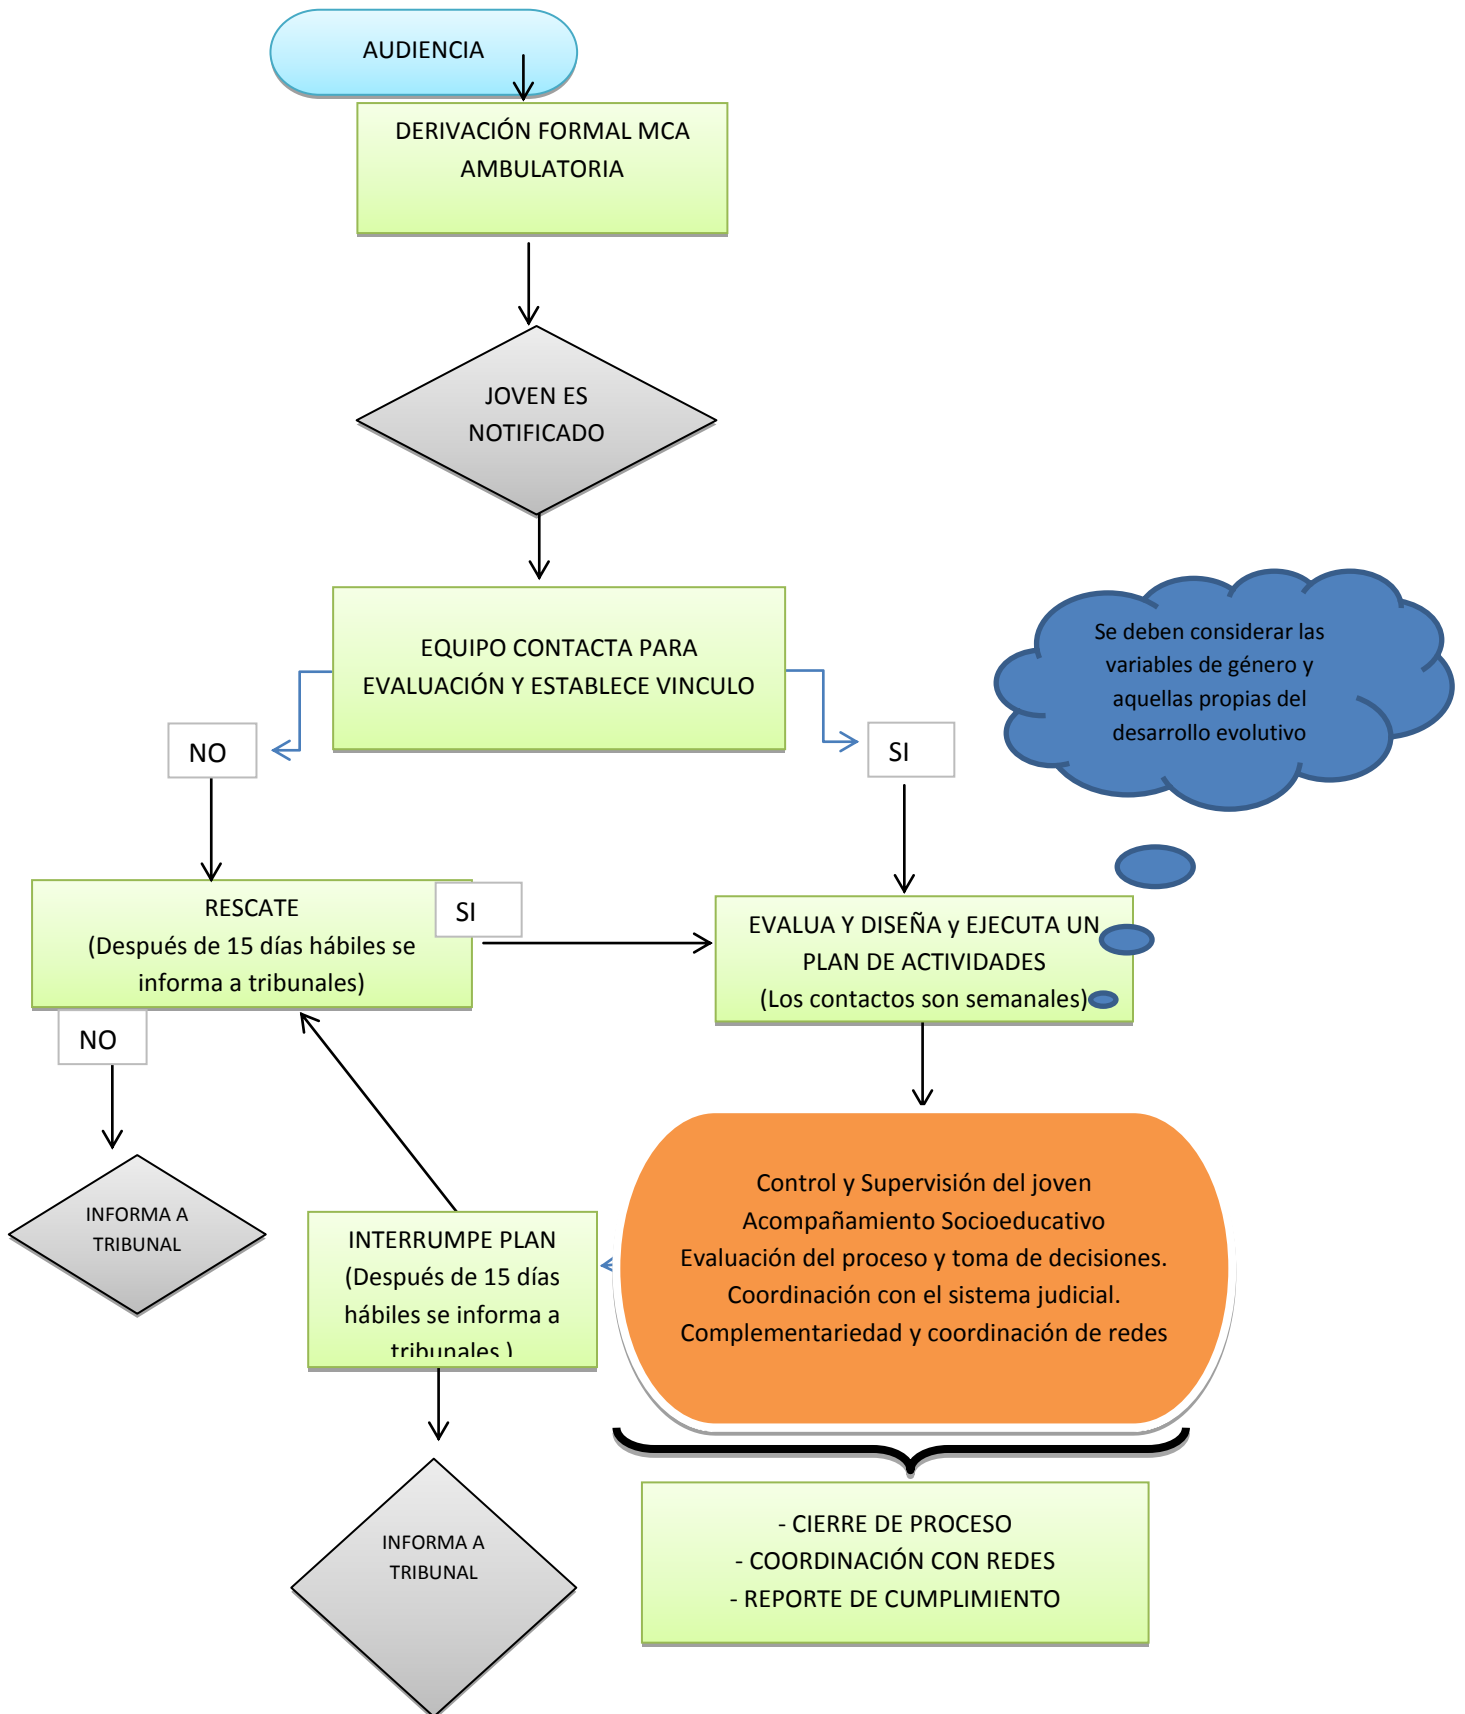 AUDIENCIA
DERIVACIÓN FORMAL MCA
AMBULATORIA
JOVEN ES
NOTIFICADO
EQUIPO CONTACTA PARA
EVALUACIÓN Y ESTABLECE VINCULO
Se deben considerar las
variables de género y
aquellas propias del
desarrollo evolutivo
NO
SI
RESCATE
(Después de 15 días hábiles se
informa a tribunales)
SI
EVALUA Y DISEÑA y EJECUTA UN
PLAN DE ACTIVIDADES
(Los contactos son semanales)
NO
INFORMA A
TRIBUNAL
INTERRUMPE PLAN
(Después de 15 días
hábiles se informa a
tribunales )
Control y Supervisión del joven
Acompañamiento Socioeducativo
Evaluación del proceso y toma de decisiones.
Coordinación con el sistema judicial.
Complementariedad y coordinación de redes
INFORMA A
TRIBUNAL
- CIERRE DE PROCESO
- COORDINACIÓN CON REDES
- REPORTE DE CUMPLIMIENTO